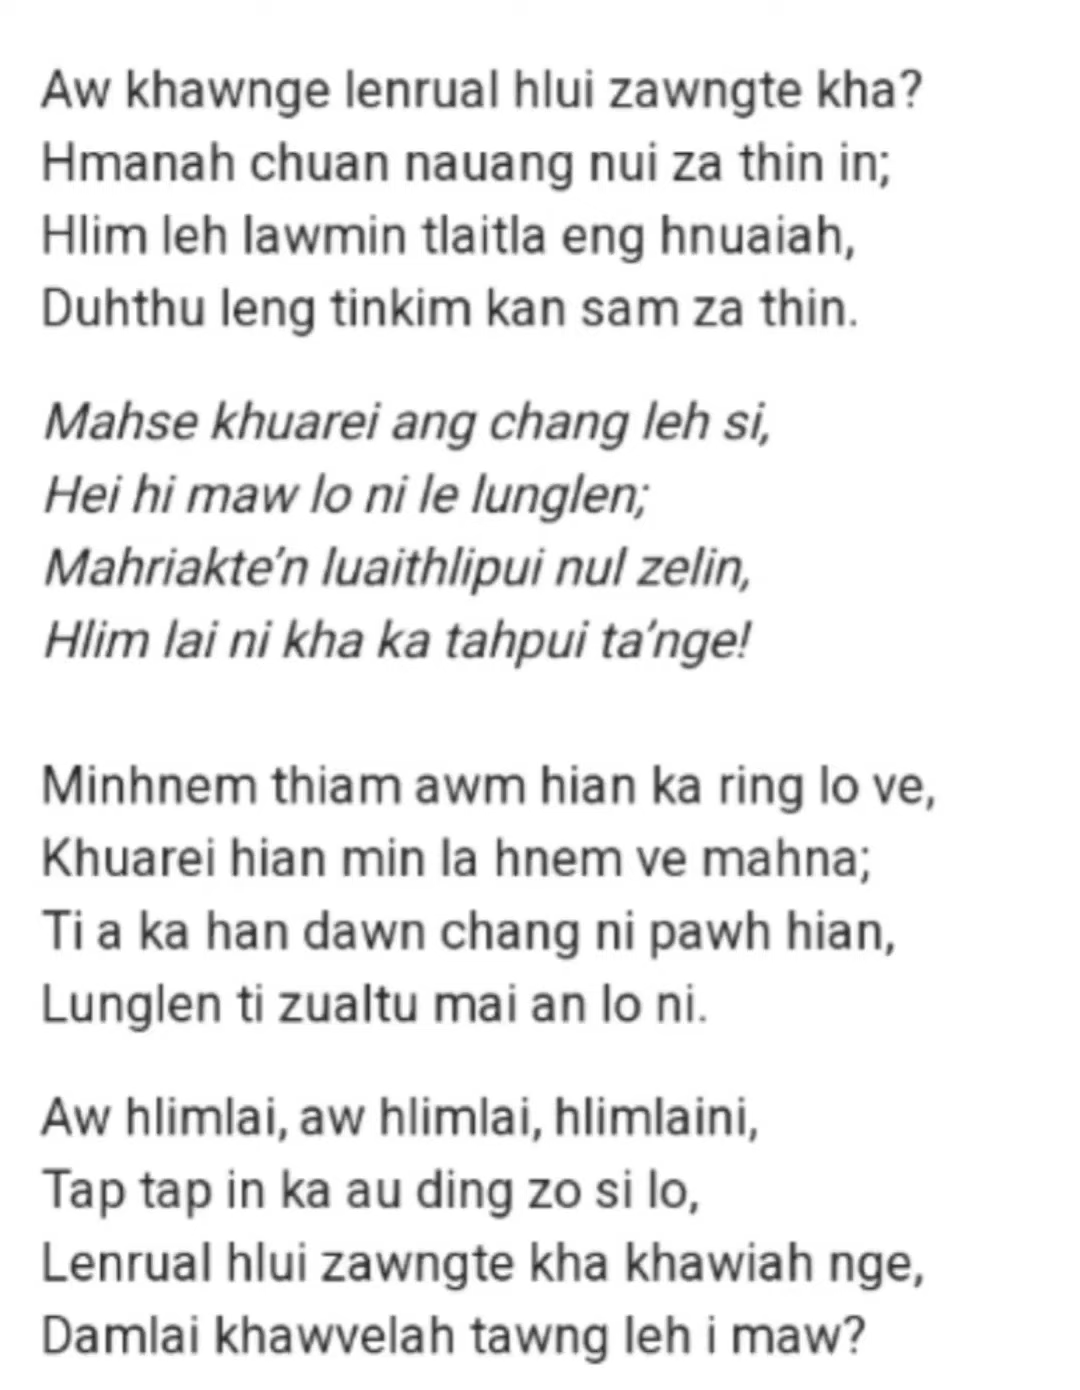 Aw khawnge lenrual hlui zawngte kha?
Hmanah chuan nauang nui za thin in;
Hlim leh lawmin tlaitla eng hnuaiah,
Duhthu leng tinkim kan sam za thin.
Mahse khuarei ang chang leh si,
Hei hi maw lo ni le lunglen;
Mahriakte’n luaithlipui nul zelin,
Hlim lai ni kha ka tahpui ta’nge!
Minhnem thiam awm hian ka ring lo ve,
Khuarei hian min la hnem ve mahna;
Ti a ka han dawn chang ni pawh hian,
Lunglen ti zualtu mai an lo ni.
Aw hlimlai, aw hlimlai, hlimlaini,
Tap tap in ka au ding zo si lo,
Lenrual hlui zawngte kha khawiah nge,
Damlai khawvelah tawng leh i maw?